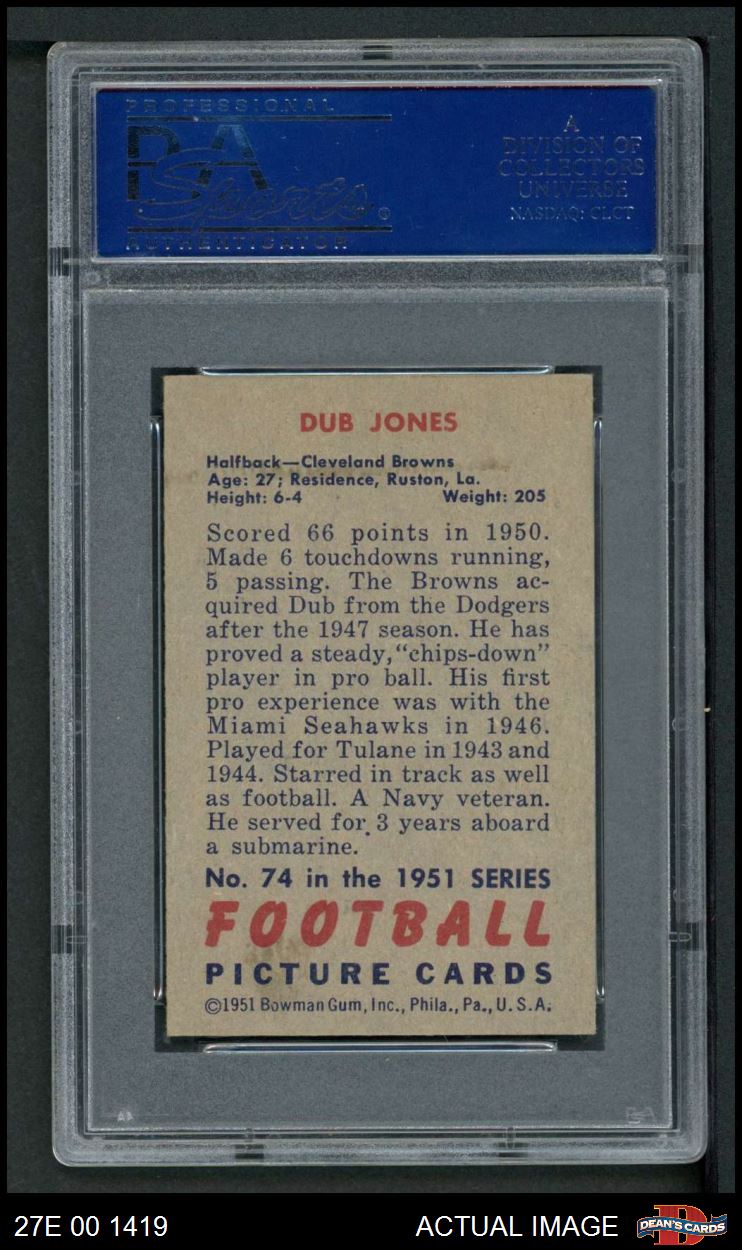 PROFESSIONAL
PSA
Sports ®
AUTHENTICATOR
A
DIVISION OF
COLLECTORS
UNIVERSE
NASDAQ: CLCT
DUB JONES
Halfback—Cleveland Browns
Age: 27; Residence, Ruston, La.
Height: 6-4 Weight: 205
Scored 66 points in 1950.
Made 6 touchdowns running,
5 passing. The Browns ac-
quired Dub from the Dodgers
after the 1947 season. He has
proved a steady, "chips-down"
player in pro ball. His first
pro experience was with the
Miami Seahawks in 1946.
Played for Tulane in 1943 and
1944. Starred in track as well
as football. A Navy veteran.
He served for 3 years aboard
a submarine.
No. 74 in the 1951 SERIES
FOOTBALL
PICTURE CARDS
©1951 Bowman Gum, Inc., Phila., Pa., U.S.A.
27E 00 1419 ACTUAL IMAGE
DEAN'S CARDS